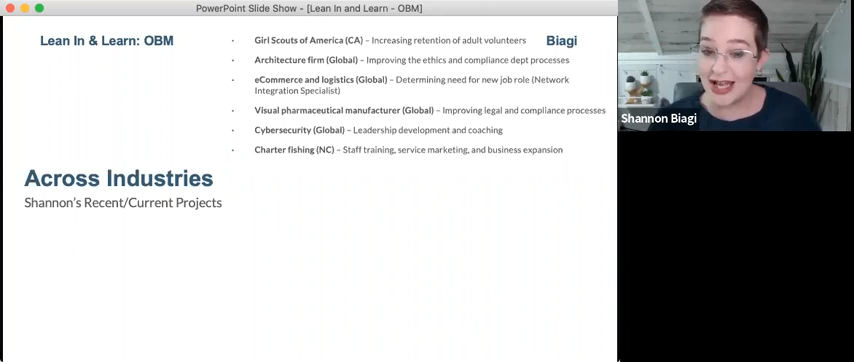 PowerPoint Slide Show - [Lean In and Learn - OBM]
Lean In & Learn: OBM
Biagi
• Girl Scouts of America (CA) – Increasing retention of adult volunteers
• Architecture firm (Global) – Improving the ethics and compliance dept processes
• eCommerce and logistics (Global) – Determining need for new job role (Network
Integration Specialist)
• Visual pharmaceutical manufacturer (Global) – Improving legal and compliance processes
• Cybersecurity (Global) – Leadership development and coaching
• Charter fishing (NC) – Staff training, service marketing, and business expansion
Across Industries
Shannon's Recent/Current Projects
Shannon Biagi